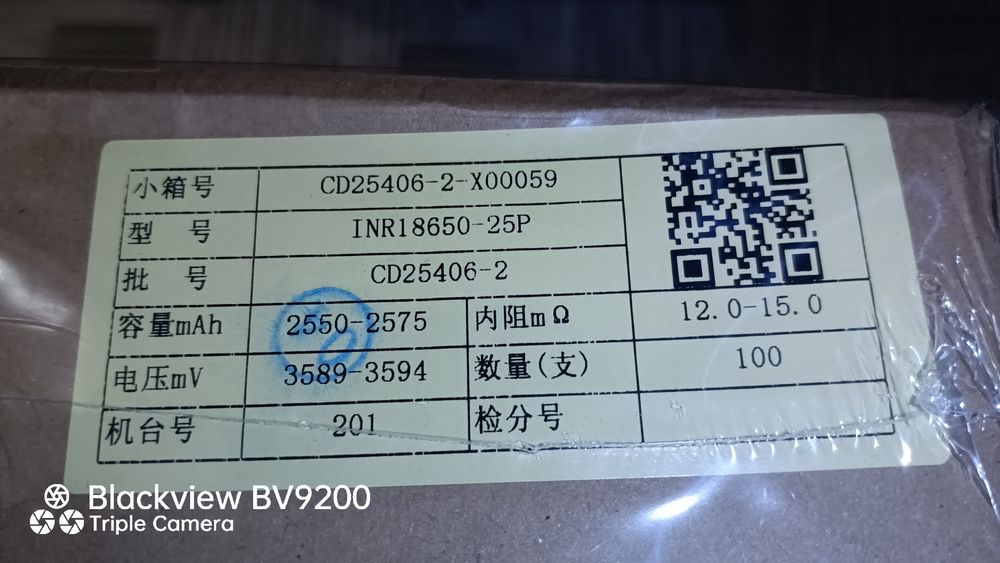 小箱号 CD25406-2-X00059
型 号 INR18650-25P
批 号 CD25406-2
容量mAh 2550-2575 内阻mΩ 12.0-15.0
电压mV 3589-3594 数量(支) 100
机台号 201 检分号
Blackview BV9200
Triple Camera